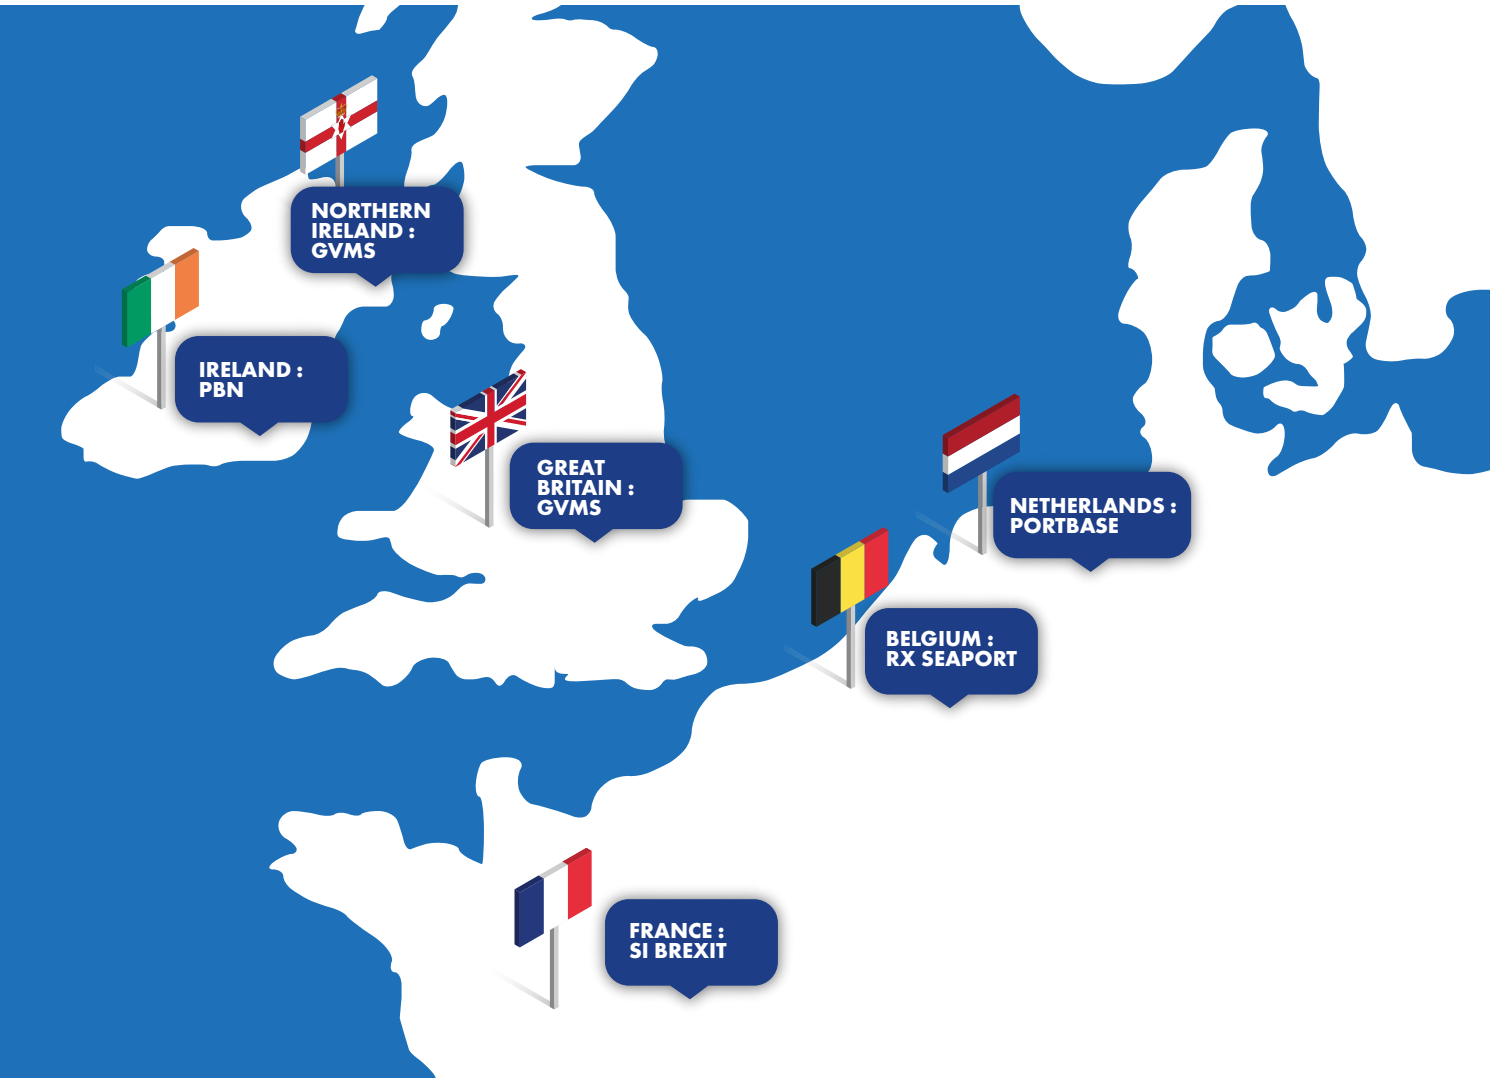 NORTHERN
IRELAND :
GVMS
IRELAND :
PBN
GREAT
BRITAIN :
GVMS
NETHERLANDS :
PORTBASE
BELGIUM :
RX SEAPORT
FRANCE :
SI BREXIT